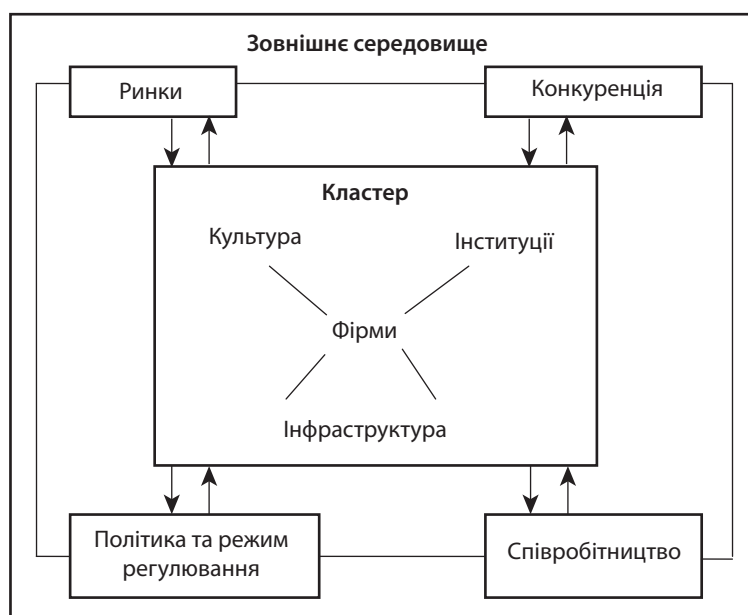 Зовнішнє середовище
Ринки
Конкуренція
Кластер
Культура
Інституції
Фірми
Інфраструктура
Політика та режим
регулювання
Співробітництво